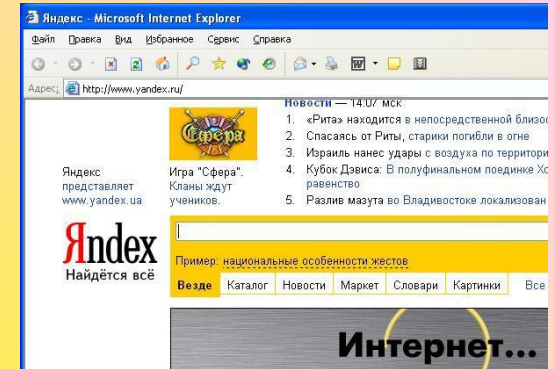 Яндекс - Microsoft Internet Explorer
Файл Правка Вид Избранное Сервис Справка
Адрес: http://www.yandex.ru/
Новости — 14:07 мск
1. «Рита» находится в непосредственной
2. Спасаясь от Риты, старики погибли в огне
3. Израиль нанес удары с воздуха по
4. Кубок Дэвиса: В полуфинальном поединке
равенство
5. Разлив мазута во Владивостоке локализован
Сфера
Игра "Сфера".
Кланы ждут
учеников.
Яндекс
представляет
www.yandex.ua
Яndex
Найдётся всё
Пример: национальные особенности жестов
Везде Каталог Новости Маркет Словари Картинки Все
Интернет...